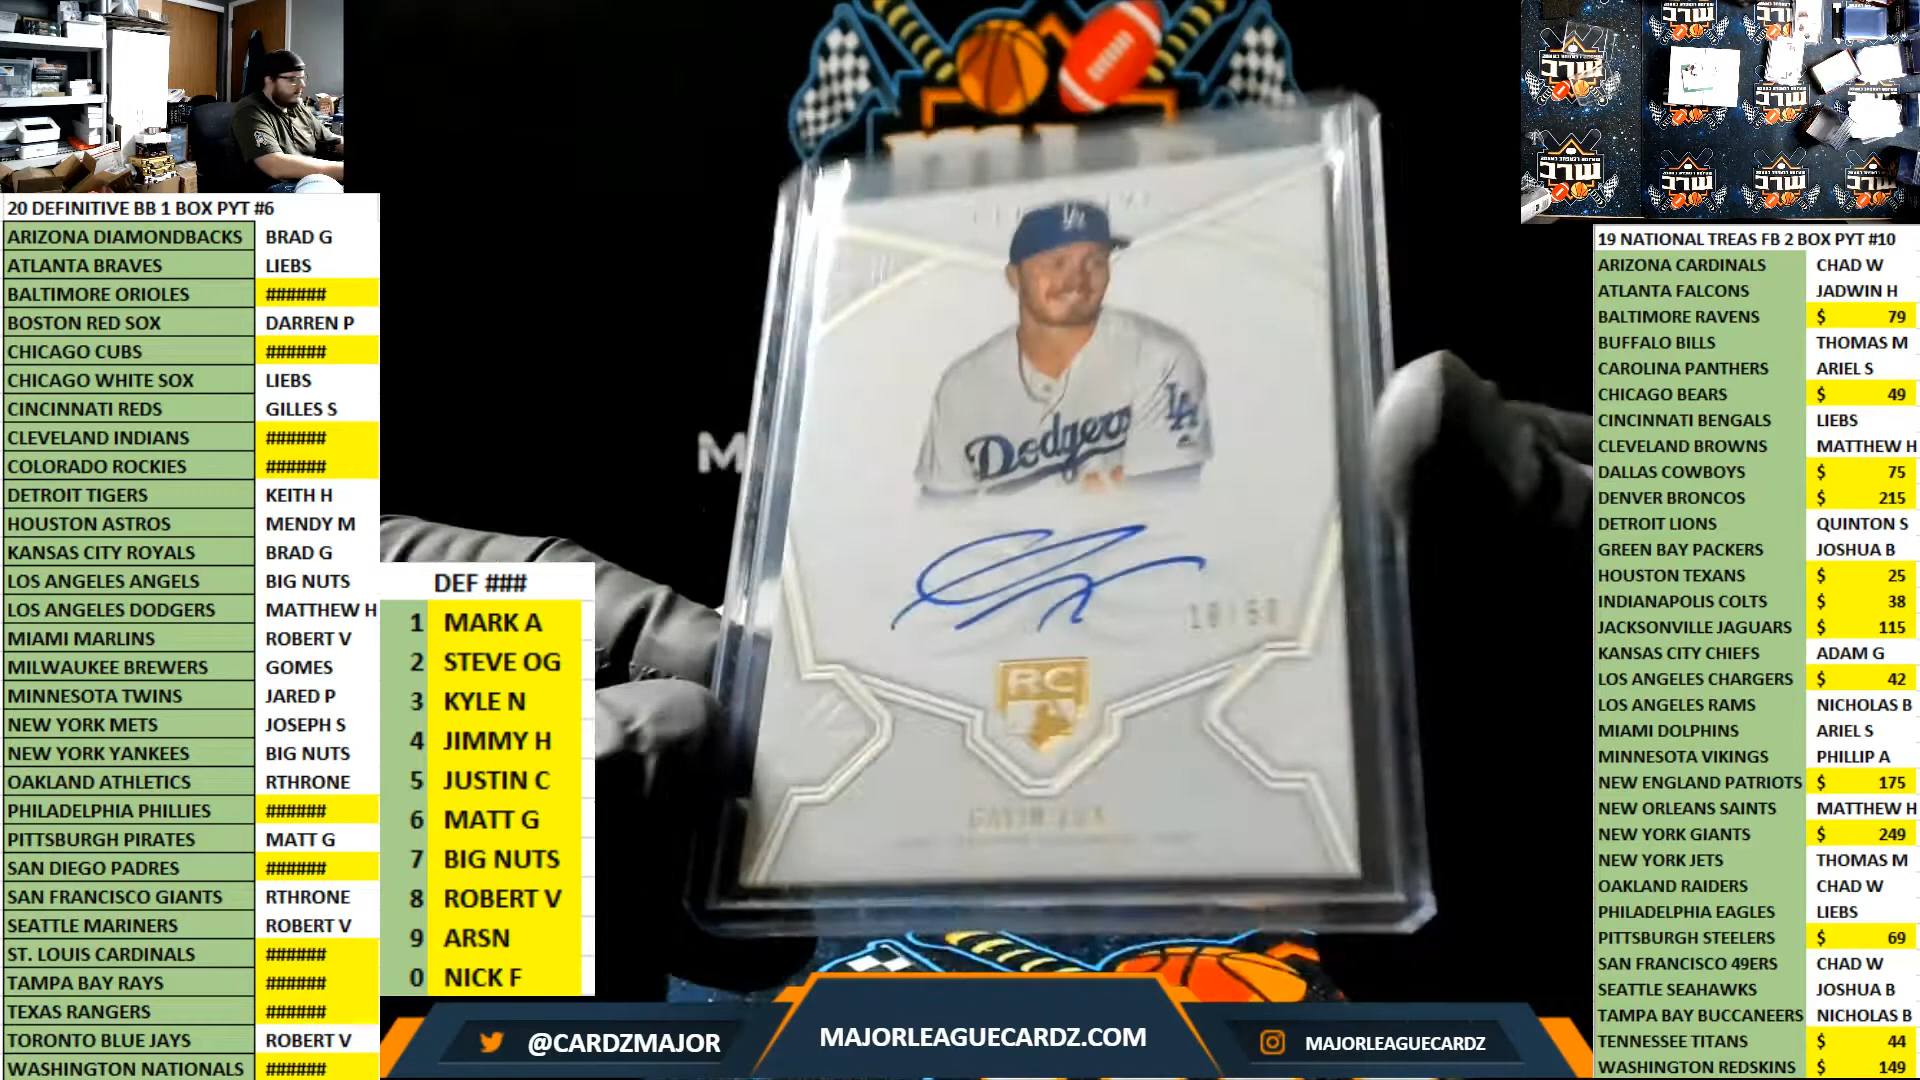 20 DEFINITIVE BB 1 BOX PYT #6
ARIZONA DIAMONDBACKS BRAD G
ATLANTA BRAVES LIEBS
BALTIMORE ORIOLES ######
BOSTON RED SOX DARREN P
CHICAGO CUBS ######
CHICAGO WHITE SOX LIEBS
CINCINNATI REDS GILLES S
CLEVELAND INDIANS ######
COLORADO ROCKIES ######
DETROIT TIGERS KEITH H
HOUSTON ASTROS MENDY M
KANSAS CITY ROYALS BRAD G
LOS ANGELES ANGELS BIG NUTS
LOS ANGELES DODGERS MATTHEW H
MIAMI MARLINS ROBERT V
MILWAUKEE BREWERS GOMES
MINNESOTA TWINS JARED P
NEW YORK METS JOSEPH S
NEW YORK YANKEES BIG NUTS
OAKLAND ATHLETICS RTHRONE
PHILADELPHIA PHILLIES ######
PITTSBURGH PIRATES MATT G
SAN DIEGO PADRES ######
SAN FRANCISCO GIANTS RTHRONE
SEATTLE MARINERS ROBERT V
ST. LOUIS CARDINALS ######
TAMPA BAY RAYS ######
TEXAS RANGERS ######
TORONTO BLUE JAYS ROBERT V
WASHINGTON NATIONALS ######
DEF ###
1 MARK A
2 STEVE OG
3 KYLE N
4 JIMMY H
5 JUSTIN C
6 MATT G
7 BIG NUTS
8 ROBERT V
9 ARSN
0 NICK F
M
LA
Dodgers
LA
RC
@CARDZMAJOR
MAJORLEAGUECARDZ.COM
MAJORLEAGUECARDZ
19 NATIONAL TREAS FB 2 BOX PYT #10
ARIZONA CARDINALS CHAD W
ATLANTA FALCONS JADWIN H
BALTIMORE RAVENS $ 79
BUFFALO BILLS THOMAS M
CAROLINA PANTHERS ARIEL S
CHICAGO BEARS $ 49
CINCINNATI BENGALS LIEBS
CLEVELAND BROWNS MATTHEW H
DALLAS COWBOYS $ 75
DENVER BRONCOS $ 215
DETROIT LIONS QUINTON S
GREEN BAY PACKERS JOSHUA B
HOUSTON TEXANS $ 25
INDIANAPOLIS COLTS $ 38
JACKSONVILLE JAGUARS $ 115
KANSAS CITY CHIEFS ADAM G
LOS ANGELES CHARGERS $ 42
LOS ANGELES RAMS NICHOLAS B
MIAMI DOLPHINS ARIEL S
MINNESOTA VIKINGS PHILLIP A
NEW ENGLAND PATRIOTS $ 175
NEW ORLEANS SAINTS MATTHEW H
NEW YORK GIANTS $ 249
NEW YORK JETS THOMAS M
OAKLAND RAIDERS CHAD W
PHILADELPHIA EAGLES LIEBS
PITTSBURGH STEELERS $ 69
SAN FRANCISCO 49ERS CHAD W
SEATTLE SEAHAWKS JOSHUA B
TAMPA BAY BUCCANEERS NICHOLAS B
TENNESSEE TITANS $ 44
WASHINGTON REDSKINS $ 149